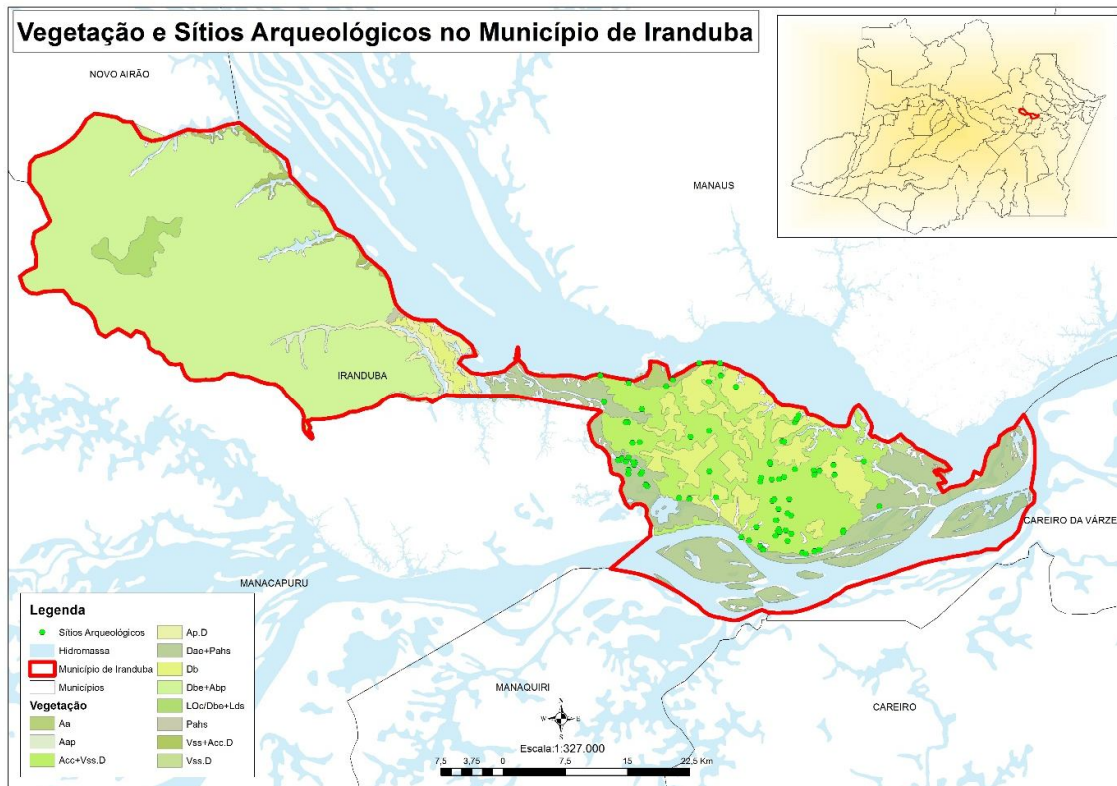 Vegetação e Sítios Arqueológicos no Município de Iranduba
NOVO AIRÃO
MANAUS
IRANDUBA
CAREIRO DA VÁRZE
MANACAPURU
MANAQUIRI
CAREIRO
Legenda
Sítios Arqueológicos
Hidromassa
Município de Iranduba
Municípios
Vegetação
Aa
Aap
Acc+Vss.D
Ap.D
Dae+Pahs
Db
Dbe+Abp
LOc/Dbe+Lds
Pahs
Vss+Acc.D
Vss.D
N
W E
S
Escala:1:327.000
7,5 3,75 0 7,5 15 22,5 Km